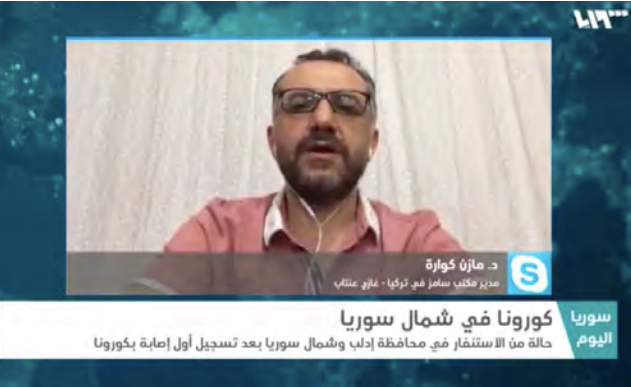 سوريا
د. مازن كوارة
مدير مكتب سامز في تركيا - غازي عنتاب
سوريا
اليوم
كورونا في شمال سوريا
حالة من الاستنفار في محافظة إدلب وشمال سوريا بعد تسجيل أول إصابة بكورونا